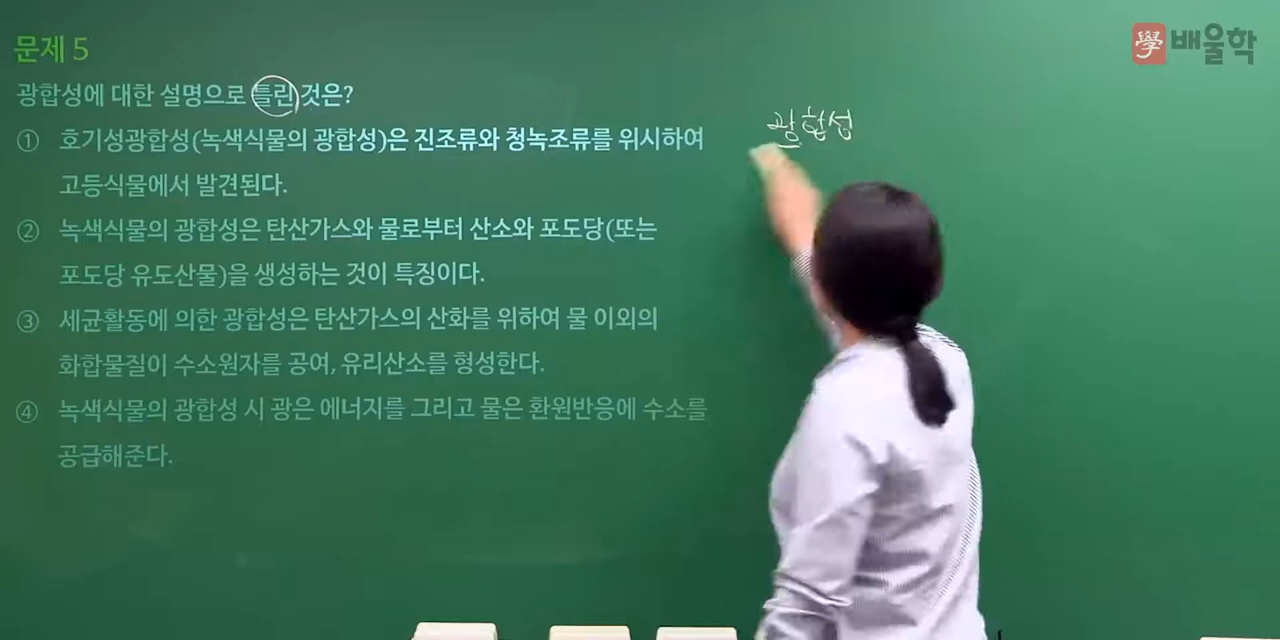 문제 5
광합성에 대한 설명으로 틀린 것은?
① 호기성광합성(녹색식물의 광합성)은 진조류와 청녹조류를 위시하여
고등식물에서 발견된다.
② 녹색식물의 광합성은 탄산가스와 물로부터 산소와 포도당(또는
포도당 유도산물)을 생성하는 것이 특징이다.
③ 세균활동에 의한 광합성은 탄산가스의 산화를 위하여 물 이외의
화합물질이 수소원자를 공여, 유리산소를 형성한다.
④ 녹색식물의 광합성 시 광은 에너지를 그리고 물은 환원반응에 수소를
공급해준다.
광합성
學 배울학